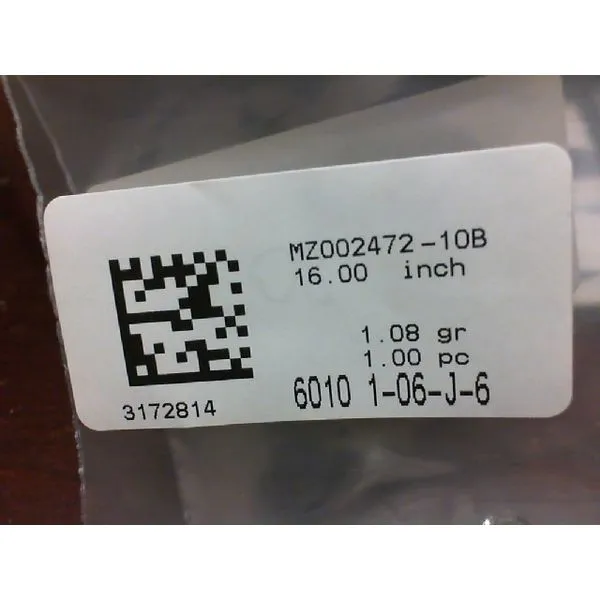 MZ002472-10B
16.00 inch
1.08 gr
1.00 pc
6010 1-06-J-6
3172814